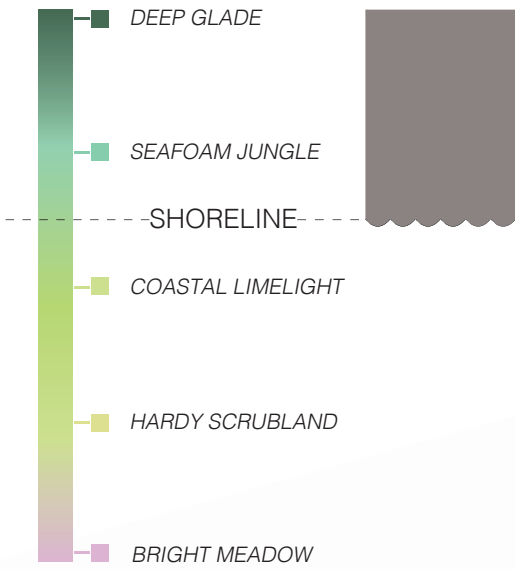 DEEP GLADE
SEAFOAM JUNGLE
SHORELINE
COASTAL LIMELIGHT
HARDY SCRUBLAND
BRIGHT MEADOW